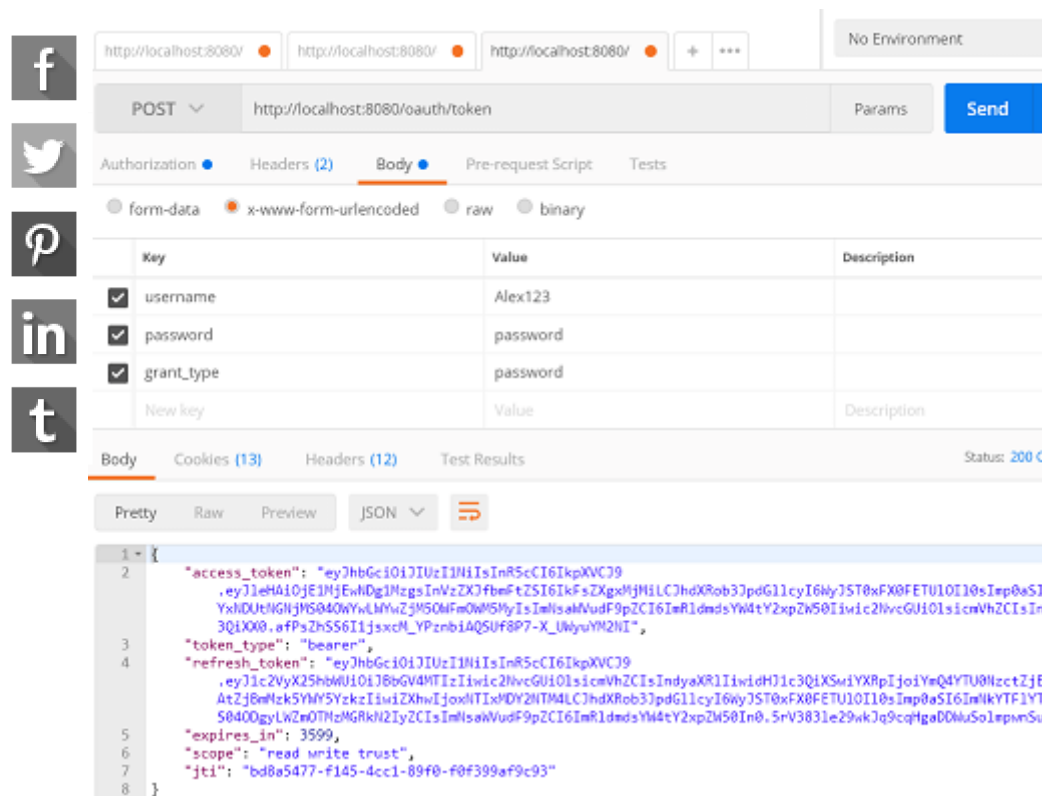 http://localhost:8080/ http://localhost:8080/ http://localhost:8080/ + ••• No Environment
POST http://localhost:8080/oauth/token Params Send
Authorization Headers (2) Body Pre-request Script Tests
form-data x-www-form-urlencoded raw binary
Key Value Description
username Alex123
password password
grant_type password
New key Value Description
Body Cookies (13) Headers (12) Test Results Status: 200
Pretty Raw Preview JSON
1 {
2 "access_token": "eyJhbGciOiJIUzI1NiIsInR5cCI6IkpXVCJ9
3 "token_type": "bearer",
4 "refresh_token": "eyJhbGciOiJIUzI1NiIsInR5cCI6IkpXVCJ9
5 "expires_in": 3599,
6 "scope": "read write trust",
7 "jti": "bd8a5477-f145-4cc1-89f0-f0f399af9c93"
8 }
f
in
t